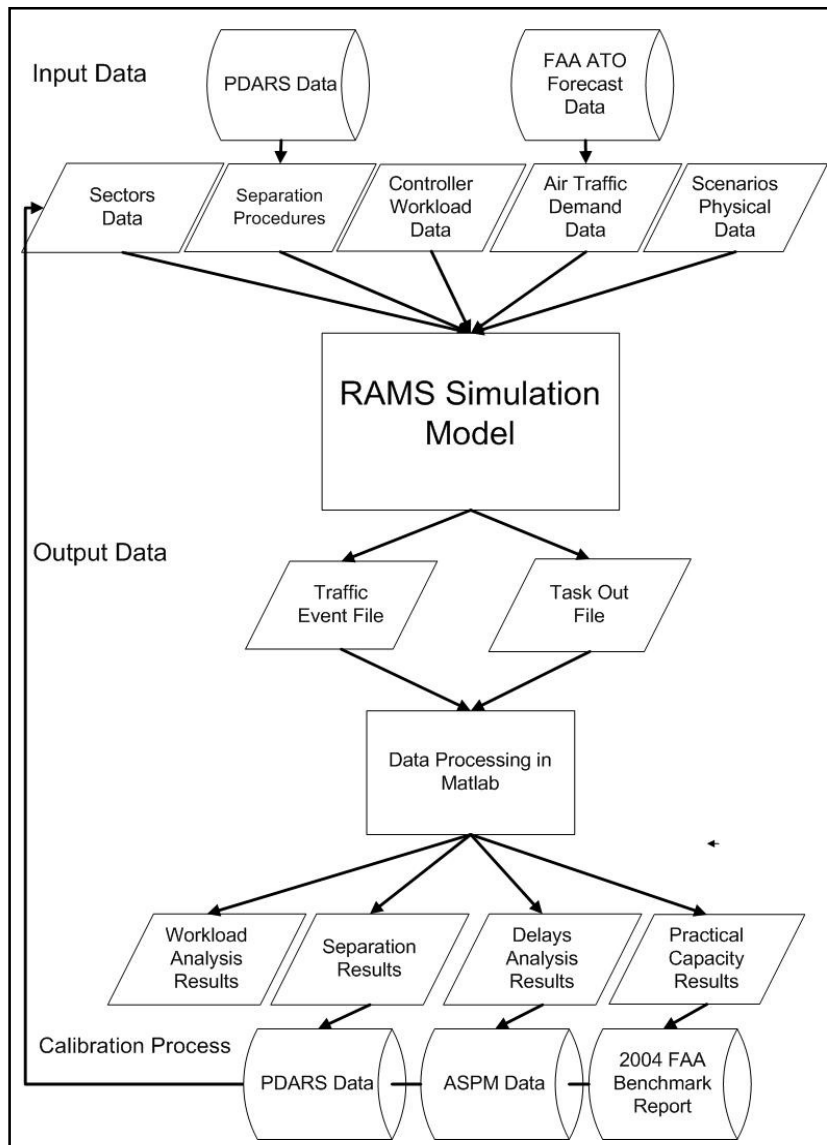 Input Data
PDARS Data
FAA ATO
Forecast
Data
Sectors
Data
Separation
Procedures
Controller
Workload
Data
Air Traffic
Demand
Data
Scenarios
Physical
Data
RAMS Simulation
Model
Output Data
Traffic
Event File
Task Out
File
Data Processing in
Matlab
Workload
Analysis
Results
Separation
Results
Delays
Analysis
Results
Practical
Capacity
Results
Calibration Process
PDARS Data
ASPM Data
2004 FAA
Benchmark
Report